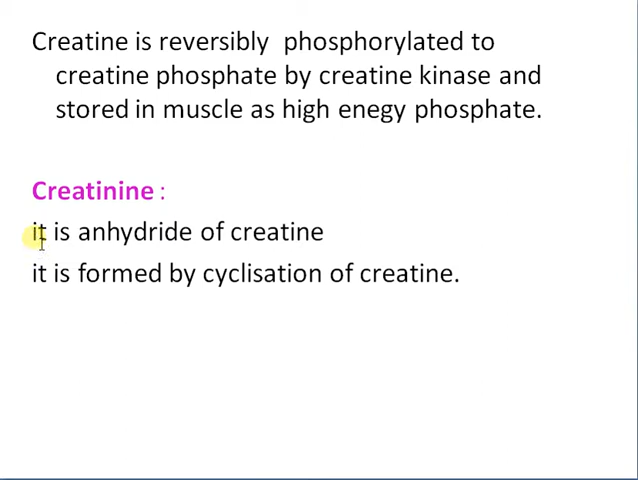 Creatine is reversibly  phosphorylated to
creatine phosphate by creatine kinase and
stored in muscle as high enegy phosphate.
Creatinine :
it is anhydride of creatine
it is formed by cyclisation of creatine.